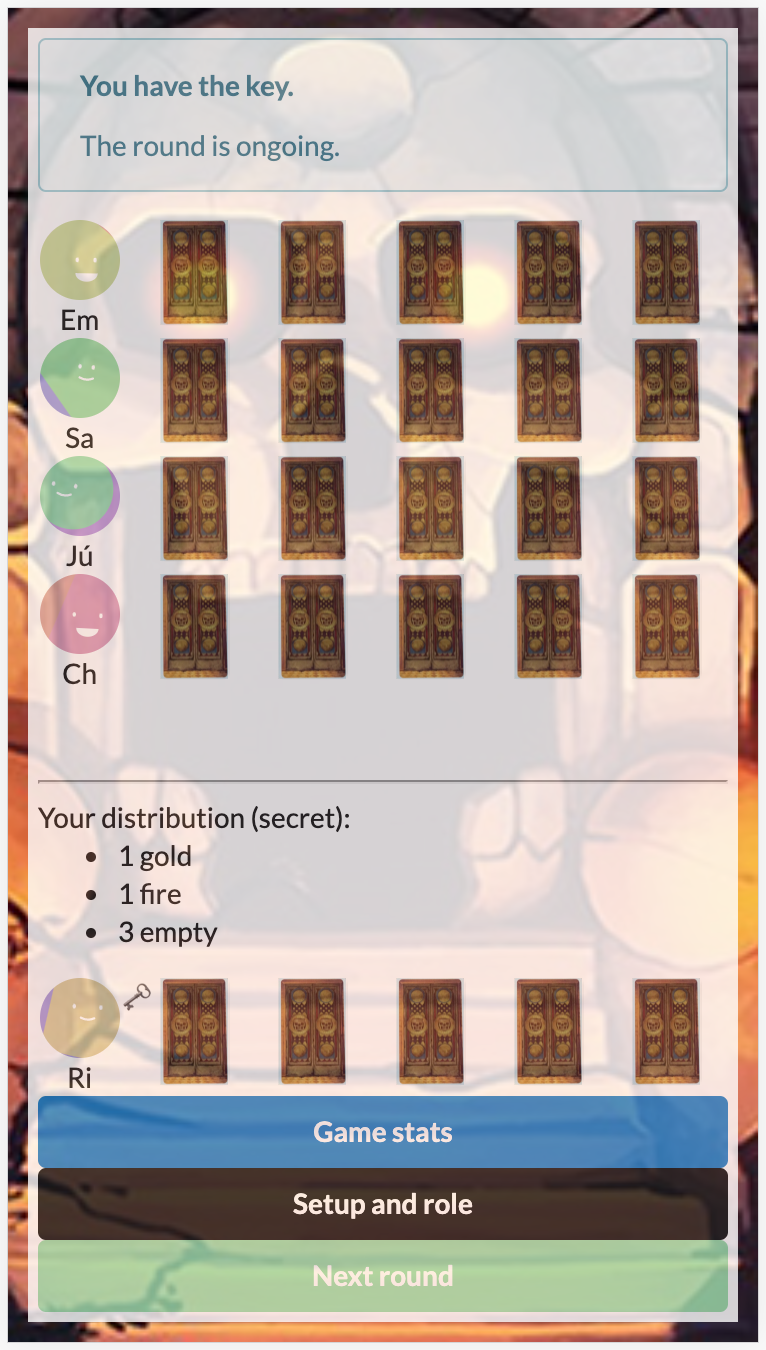 You have the key.
The round is ongoing.
Em
Sa
Jú
Ch
Your distribution (secret):
1 gold
1 fire
3 empty
Ri
Game stats
Setup and role
Next round